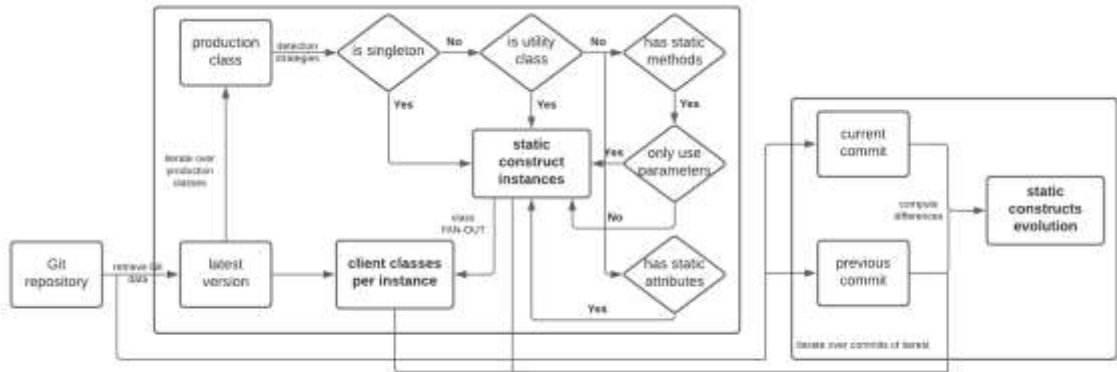 production
class
detection
strategies
is singleton
No
is utility
class
No
has static
methods
Yes
Yes
Yes
static
construct
instances
Yes
only use
parameters
No
iterate over
production
classes
class
FAN-OUT
Git
repository
retrieve Git
data
latest
version
client classes
per instance
has static
attributes
Yes
current
commit
compute
differences
static
constructs
evolution
previous
commit
iterate over commits of iterest